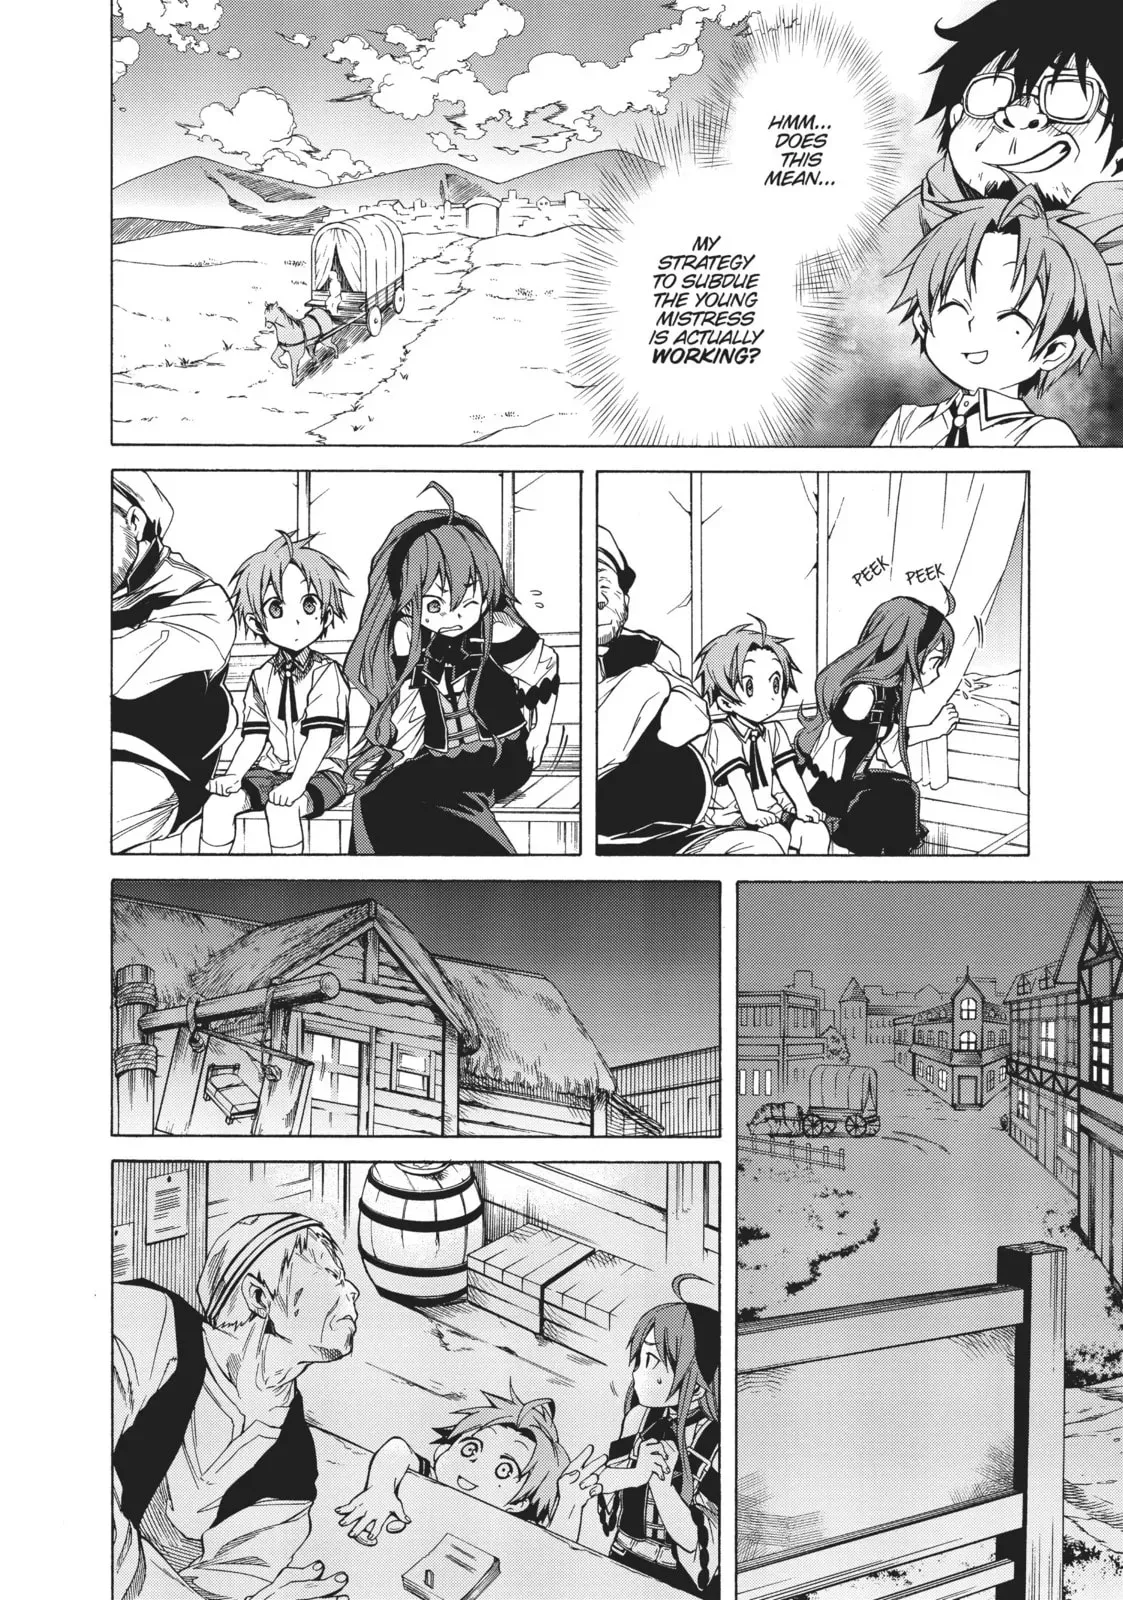 HMM...
DOES
THIS
MEAN...
MY
STRATEGY
TO SUBDUE
THE YOUNG
MISTRESS
IS ACTUALLY
WORKING?
PEEK
PEEK